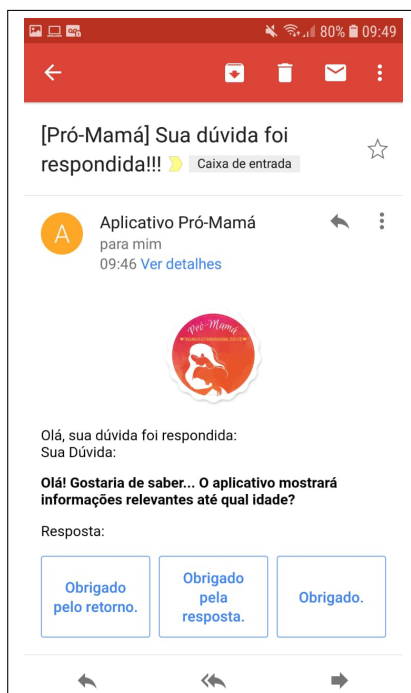 80% 09:49
[Pró-Mamá] Sua dúvida foi
respondida!!! Caixa de entrada
A
Aplicativo Pró-Mamá
para mim
09:46 Ver detalhes
Pró-Mamá
Olá, sua dúvida foi respondida:
Sua Dúvida:
Olá! Gostaria de saber... O aplicativo mostrará
informações relevantes até qual idade?
Resposta:
Obrigado
pelo retorno.
Obrigado
pela
resposta.
Obrigado.